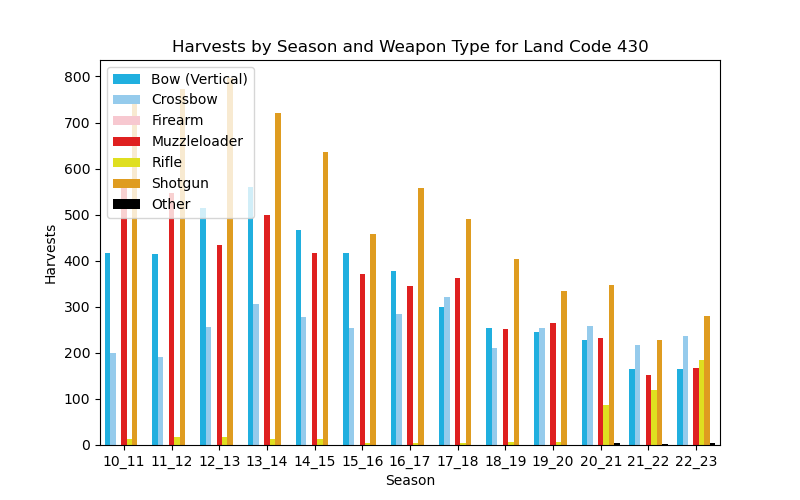 Harvests by Season and Weapon Type for Land Code 430
800
700
600
500
400
300
200
100
0
Harvests
Bow (Vertical)
Crossbow
Firearm
Muzzleloader
Rifle
Shotgun
Other
10_11 11_12 12_13 13_14 14_15 15_16 16_17 17_18 18_19 19_20 20_21 21_22 22_23
Season